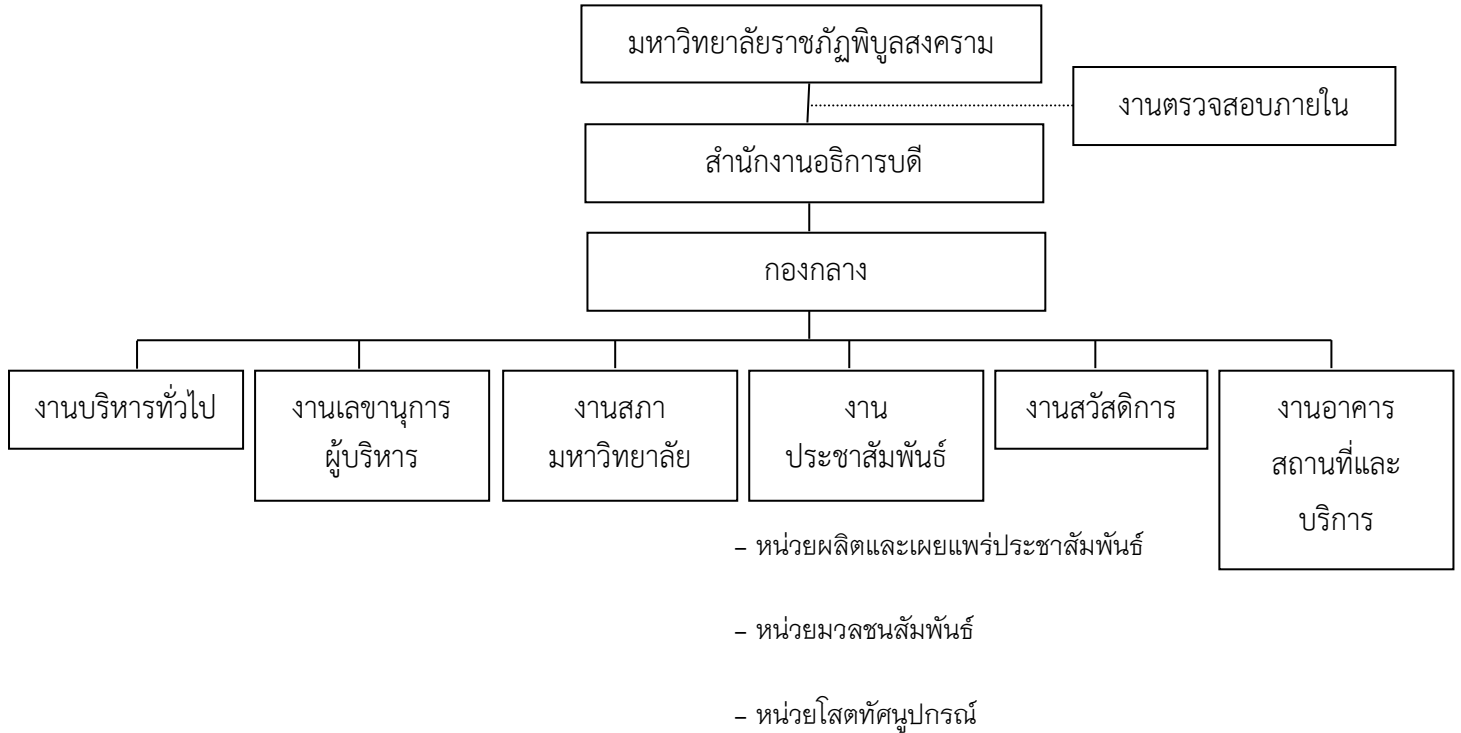 มหาวิทยาลัยราชภัฏพิบูลสงคราม
งานตรวจสอบภายใน
สำนักงานอธิการบดี
กองกลาง
งานบริหารทั่วไป
งานเลขานุการ
ผู้บริหาร
งานสภา
มหาวิทยาลัย
งาน
ประชาสัมพันธ์
งานสวัสดิการ
งานอาคาร
สถานที่และ
บริการ
– หน่วยผลิตและเผยแพร่ประชาสัมพันธ์
– หน่วยมวลชนสัมพันธ์
– หน่วยโสตทัศนูปกรณ์